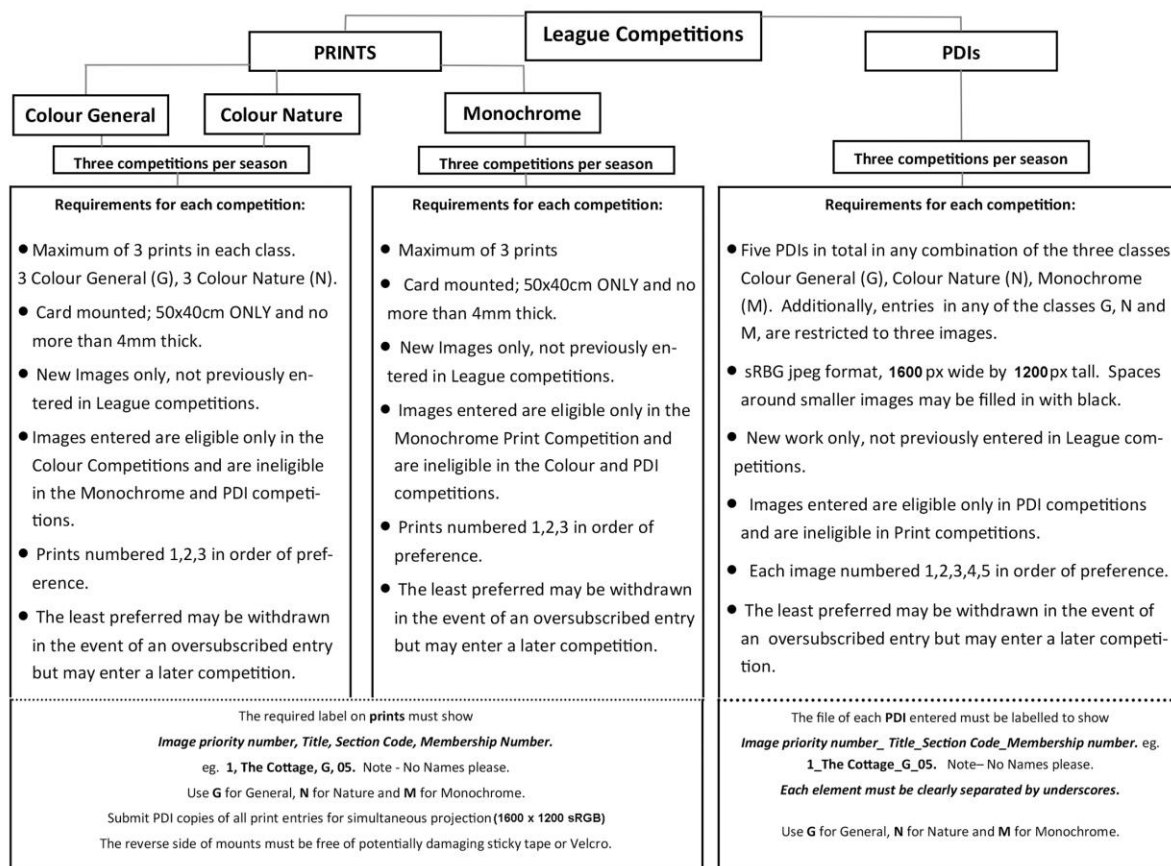 League Competitions
PRINTS
PDIs
Colour General
Colour Nature
Monochrome
Three competitions per season
Three competitions per season
Three competitions per season
Requirements for each competition:
● Maximum of 3 prints in each class.
3 Colour General (G), 3 Colour Nature (N).
● Card mounted; 50x40cm ONLY and no
more than 4mm thick.
● New Images only, not previously en-
tered in League competitions.
● Images entered are eligible only in the
Colour Competitions and are ineligible
in the Monochrome and PDI competi-
tions.
● Prints numbered 1,2,3 in order of pref-
erence.
● The least preferred may be withdrawn
in the event of an oversubscribed entry
but may enter a later competition.
Requirements for each competition:
● Maximum of 3 prints
● Card mounted; 50x40cm ONLY and no
more than 4mm thick.
● New Images only, not previously en-
tered in League competitions.
● Images entered are eligible only in the
Monochrome Print Competition and
are ineligible in the Colour and PDI
competitions.
● Prints numbered 1,2,3 in order of
preference.
● The least preferred may be withdrawn
in the event of an oversubscribed entry
but may enter a later competition.
Requirements for each competition:
● Five PDIs in total in any combination of the three classes
Colour General (G), Colour Nature (N), Monochrome
(M). Additionally, entries in any of the classes G, N and
M, are restricted to three images.
● sRBG jpeg format, 1600 px wide by 1200 px tall. Spaces
around smaller images may be filled in with black.
● New work only, not previously entered in League com-
petitions.
● Images entered are eligible only in PDI competitions
and are ineligible in Print competitions.
● Each image numbered 1,2,3,4,5 in order of preference.
● The least preferred may be withdrawn in the event of
an oversubscribed entry but may enter a later competi-
tion.
The required label on prints must show
Image priority number, Title, Section Code, Membership Number.
eg. 1, The Cottage, G, 05. Note - No Names please.
Use G for General, N for Nature and M for Monochrome.
Submit PDI copies of all print entries for simultaneous projection (1600 x 1200 sRGB)
The reverse side of mounts must be free of potentially damaging sticky tape or Velcro.
The file of each PDI entered must be labelled to show
Image priority number_ Title_Section Code_Membership number. eg.
1_The Cottage_G_05. Note– No Names please.
Each element must be clearly separated by underscores.
Use G for General, N for Nature and M for Monochrome.